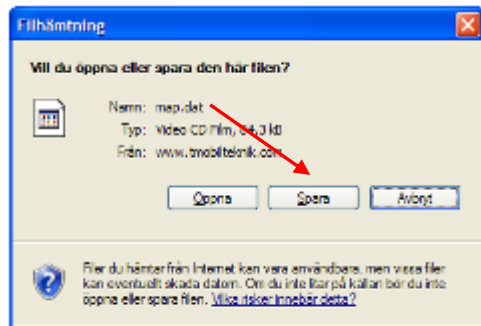 Filhämtning
Vill du öppna eller spara den här filen?
Namn: map.dat
Typ: Video CD Film, 84,3 kB
Från: www.tmobilteknik.com
Öppna Spara Avbryt
Filer du hämtar från Internet kan vara användbara, men vissa filer
kan eventuellt skada datorn. Om du inte litar på källan bör du inte
öppna eller spara filen. Vilka risker innebär detta?